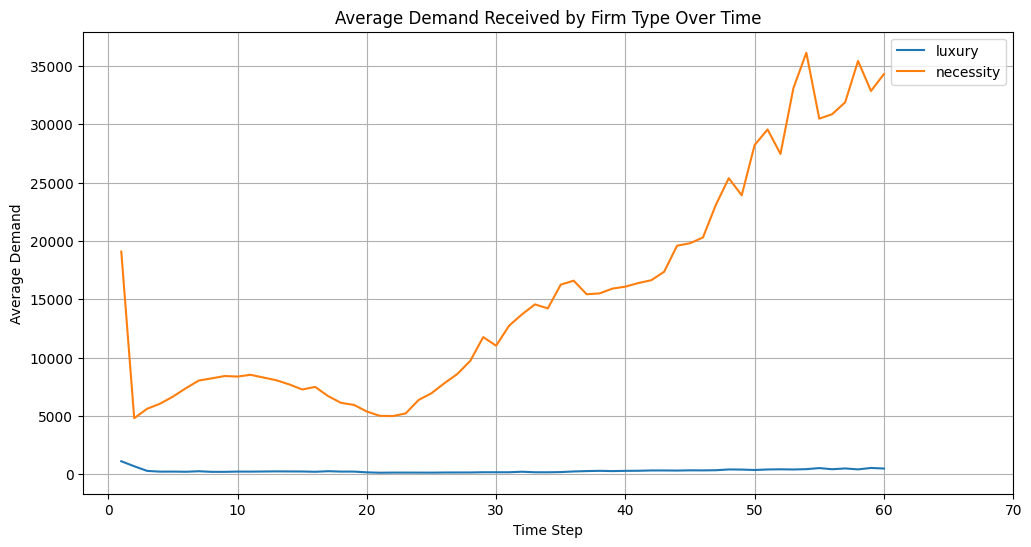 Average Demand Received by Firm Type Over Time
luxury
necessity
35000
30000
25000
20000
15000
10000
5000
0
Average Demand
0 10 20 30 40 50 60 70
Time Step